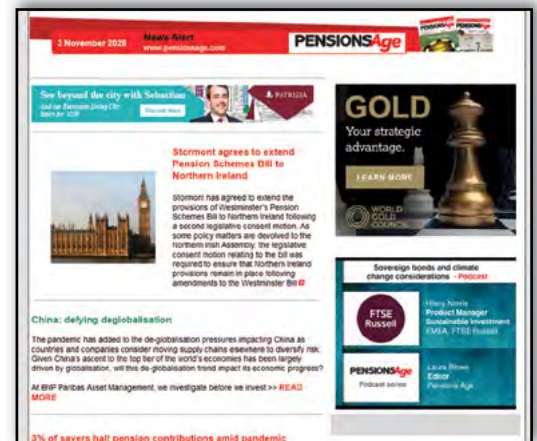 3 November 2020
News Alert
www.pensionsage.com
PENSIONSAge
See beyond the city with Sebastian
PATRIZIA
GOLD
Your strategic
advantage.
LEARN MORE
WORLD
GOLD
COUNCIL
Stormont agrees to extend
Pension Schemes Bill to
Northern Ireland
Stormont has agreed to extend the
provisions of Westminster's Pension
Schemes Bill to Northern Ireland following
a second legislative consent motion. As
some policy matters are devolved to the
Northern Irish Assembly, the legislative
consent motion relating to the bill was
required to ensure that Northern Ireland
provisions remain in place following
amendments to the Westminster Bill
Sovereign bonds and climate
change considerations - Podcast
FTSE
Russell
Product Manager
Sustainable Investment
EMEA, FTSE Russell
PENSIONSAge
Podcast series
Editor
Pensions Age
China: defying deglobalisation
The pandemic has added to the de-globalisation pressures impacting China as
countries and companies consider moving supply chains elsewhere to diversify risk.
Given China's ascent to the top tier of the world's economies has been largely
driven by globalisation, will this de-globalisation trend impact its economic progress?
At BNP Paribas Asset Management, we investigate before we invest >> READ
MORE
3% of savers halt pension contributions amid pandemic